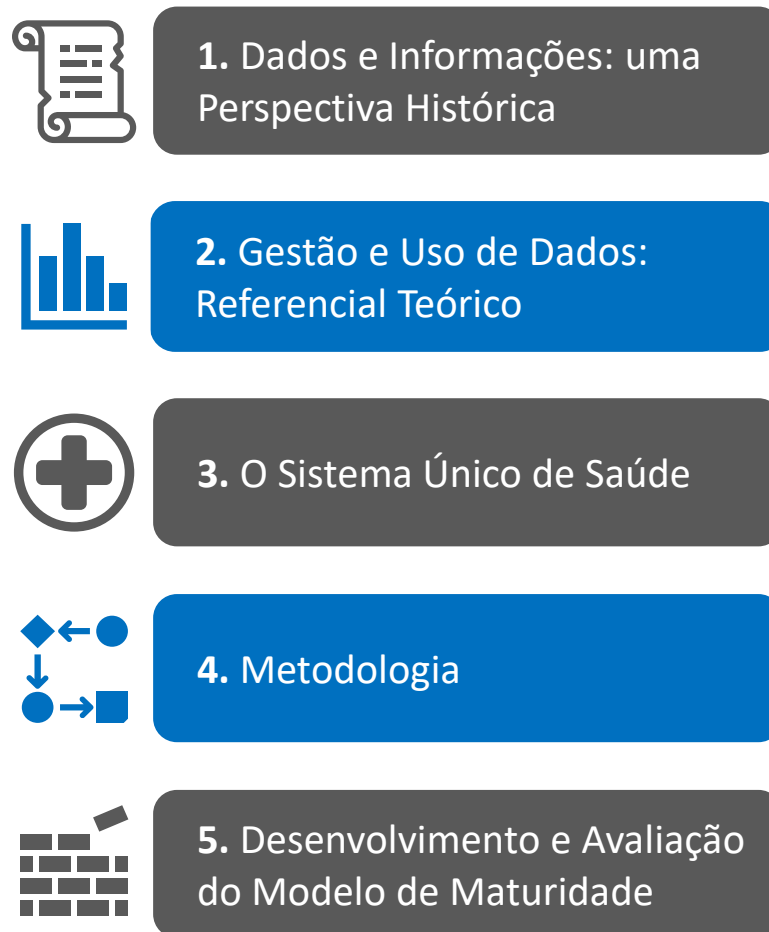 1. Dados e Informações: uma
Perspectiva Histórica
2. Gestão e Uso de Dados:
Referencial Teórico
3. O Sistema Único de Saúde
4. Metodologia
5. Desenvolvimento e Avaliação
do Modelo de Maturidade